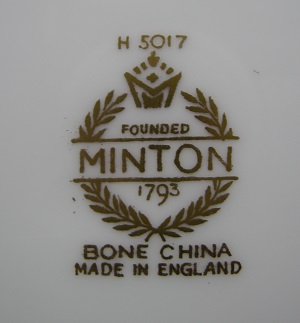 H 5017
FOUNDED
MINTON
1793
BONE CHINA
MADE IN ENGLAND